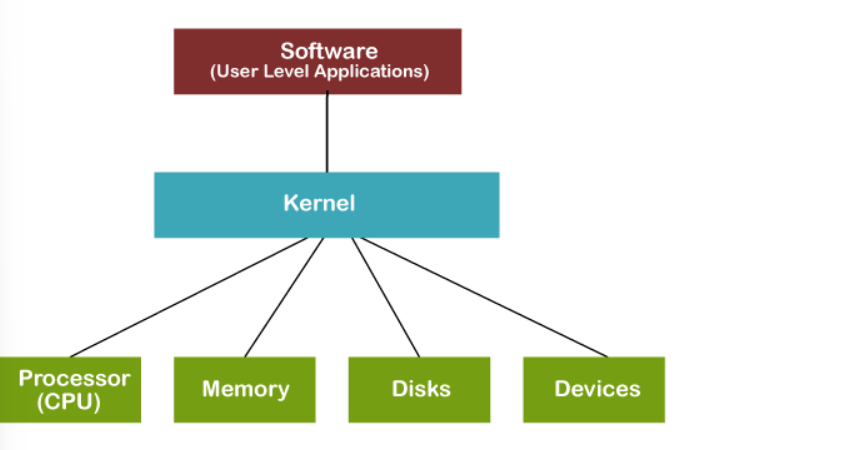 Software
(User Level Applications)
Kernel
Processor
(CPU)
Memory
Disks
Devices